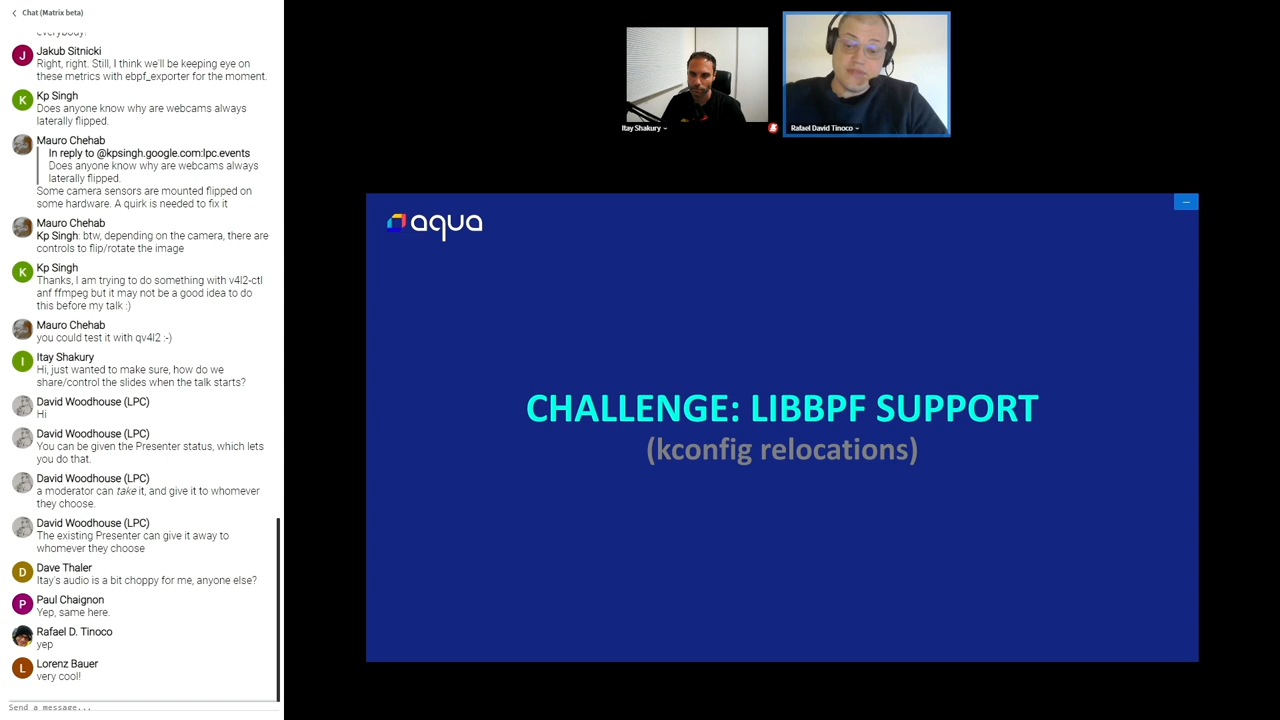 Chat (Matrix beta)
everybody!
J
Jakub Sitnicki
Right, right. Still, I think we'll be keeping eye on
these metrics with ebpf_exporter for the moment.
K
Kp Singh
Does anyone know why are webcams always
laterally flipped.
Mauro Chehab
In reply to @kpsingh.google.com:lpc.events
Does anyone know why are webcams always
laterally flipped.
Some camera sensors are mounted flipped on
some hardware. A quirk is needed to fix it
Mauro Chehab
Kp Singh: btw, depending on the camera, there are
controls to flip/rotate the image
K
Kp Singh
Thanks, I am trying to do something with v4l2-ctl
anf ffmpeg but it may not be a good idea to do
this before my talk :)
Mauro Chehab
you could test it with qv4l2 :-)
I
Itay Shakury
Hi, just wanted to make sure, how do we
share/control the slides when the talk starts?
David Woodhouse (LPC)
Hi
David Woodhouse (LPC)
You can be given the Presenter status, which lets
you do that.
David Woodhouse (LPC)
a moderator can take it, and give it to whomever
they choose.
David Woodhouse (LPC)
The existing Presenter can give it away to
whomever they choose
D
Dave Thaler
Itay's audio is a bit choppy for me, anyone else?
P
Paul Chaignon
Yep, same here.
Rafael D. Tinoco
yep
L
Lorenz Bauer
very cool!
Send a message...
Itay Shakury
Rafael David Tinoco
aqua
CHALLENGE: LIBBPF SUPPORT
(kconfig relocations)